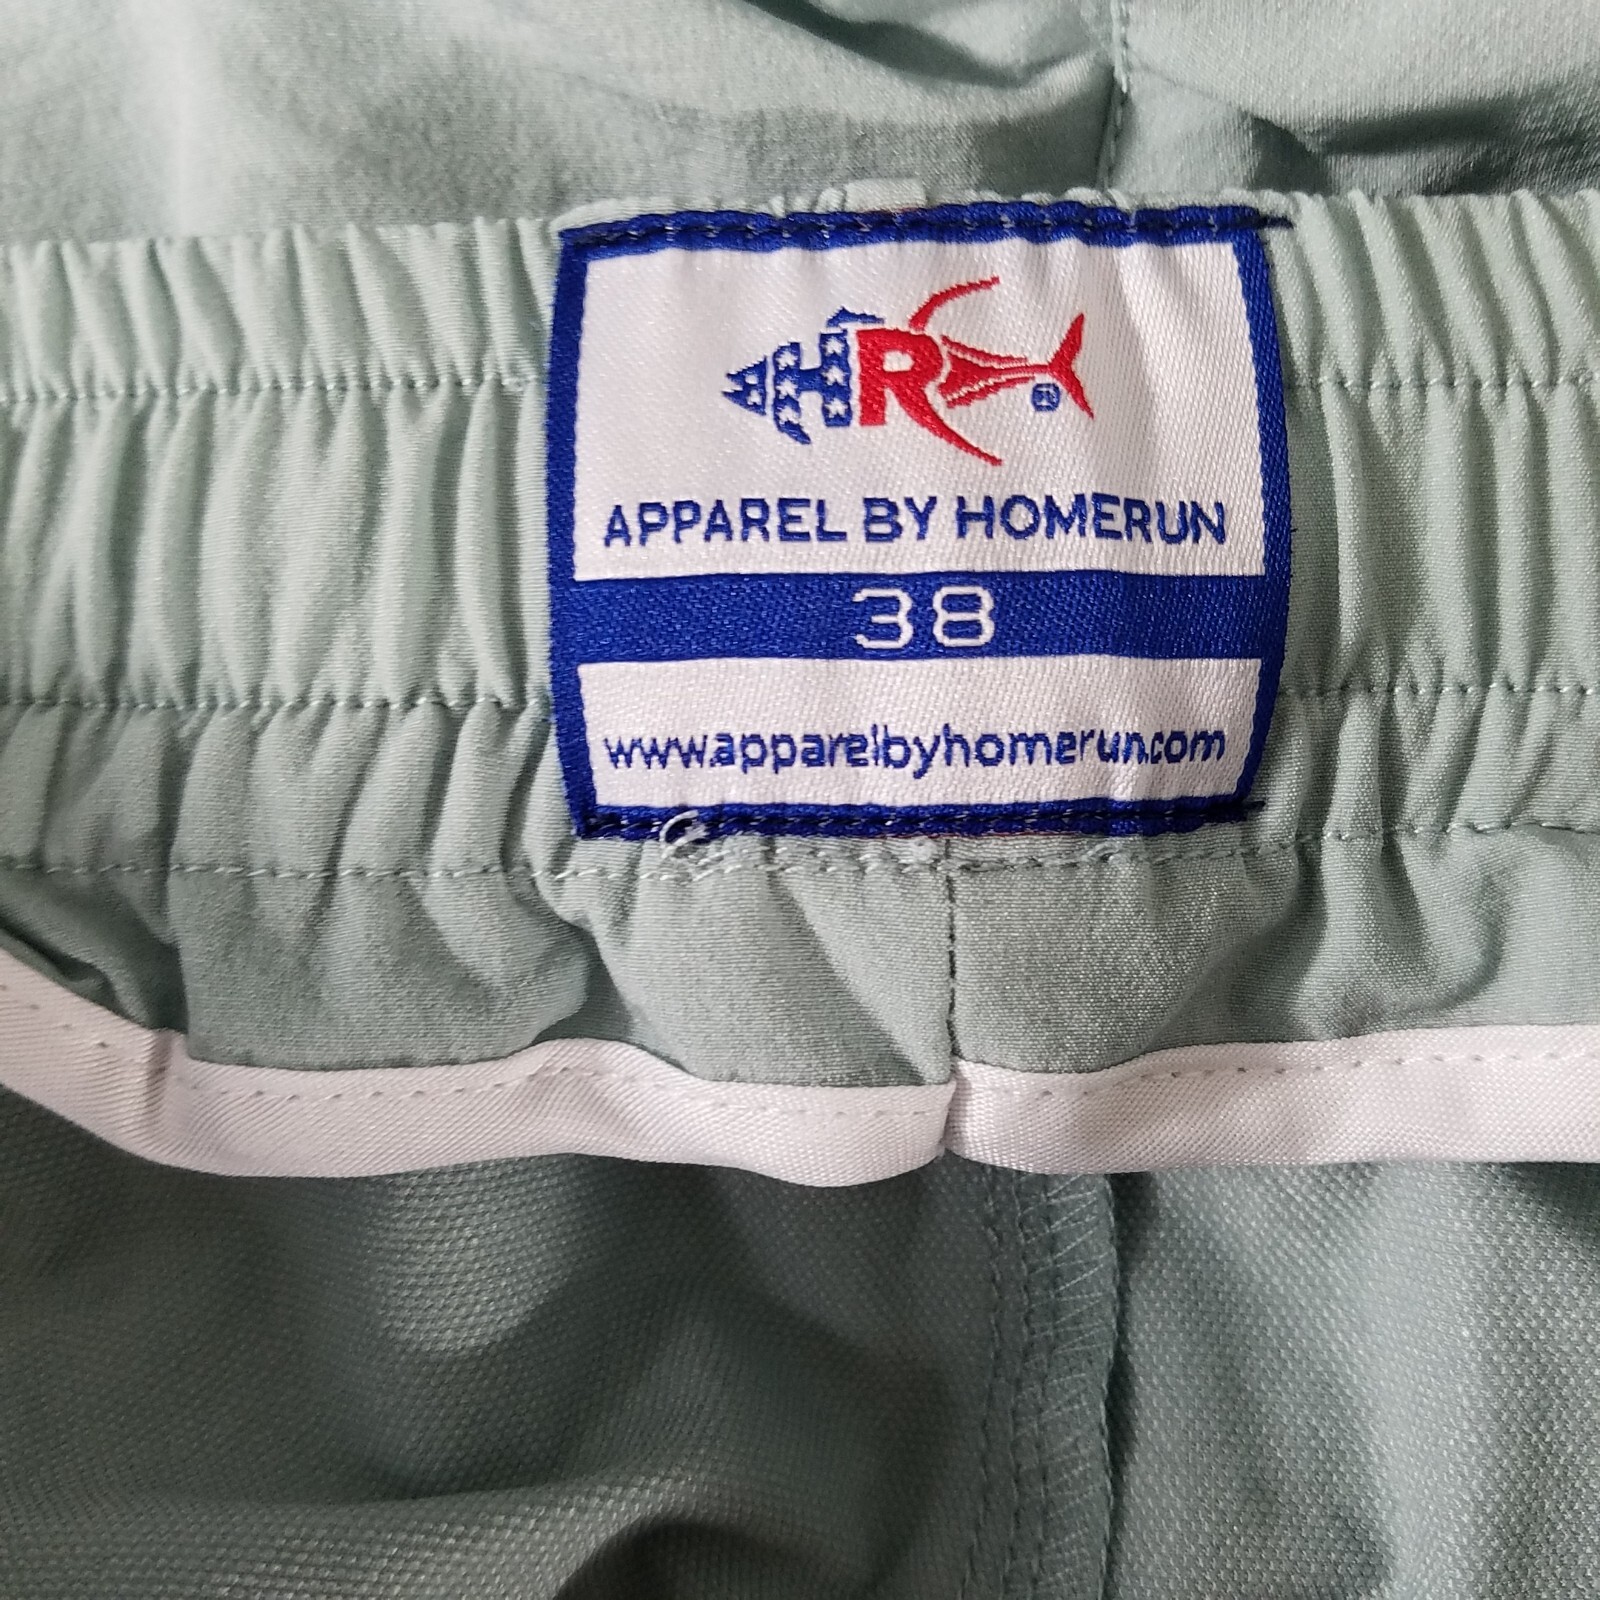 HR
APPAREL BY HOMERUN
38
www.apparelbyhomerun.com